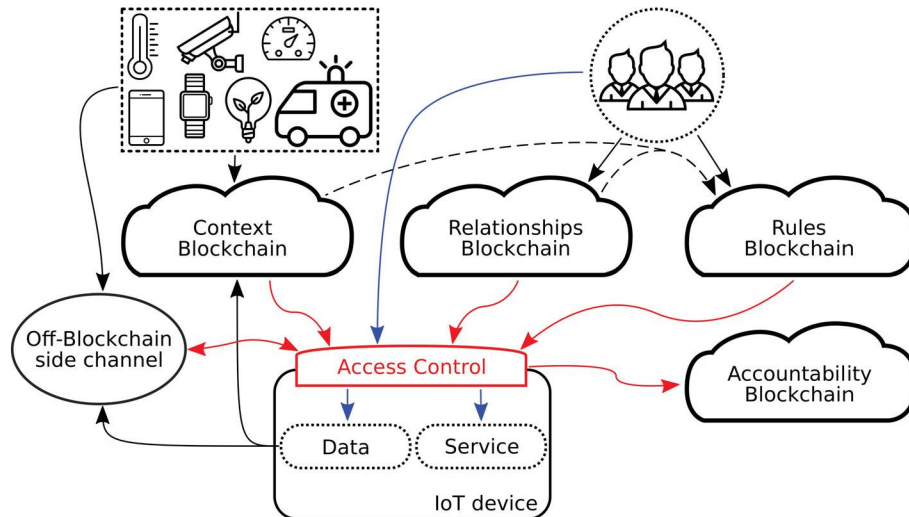 Context
Blockchain
Relationships
Blockchain
Rules
Blockchain
Off-Blockchain
side channel
Access Control
Accountability
Blockchain
Data
Service
IoT device